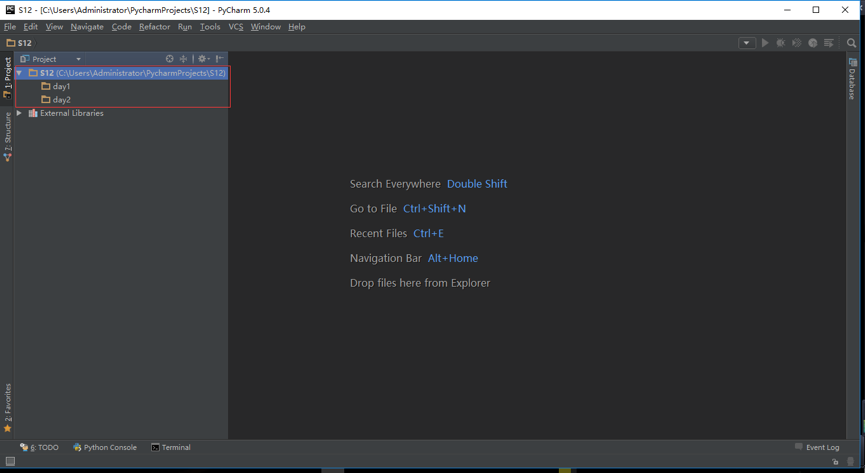 S12 - [C:\Users\Administrator\PycharmProjects\S12] - PyCharm 5.0.4
File Edit View Navigate Code Refactor Run Tools VCS Window Help
S12
Project
S12 (C:\Users\Administrator\PycharmProjects\S12)
day1
day2
External Libraries
1: Project
7: Structure
2: Favorites
Search Everywhere Double Shift
Go to File Ctrl+Shift+N
Recent Files Ctrl+E
Navigation Bar Alt+Home
Drop files here from Explorer
Database
6: TODO Python Console Terminal Event Log